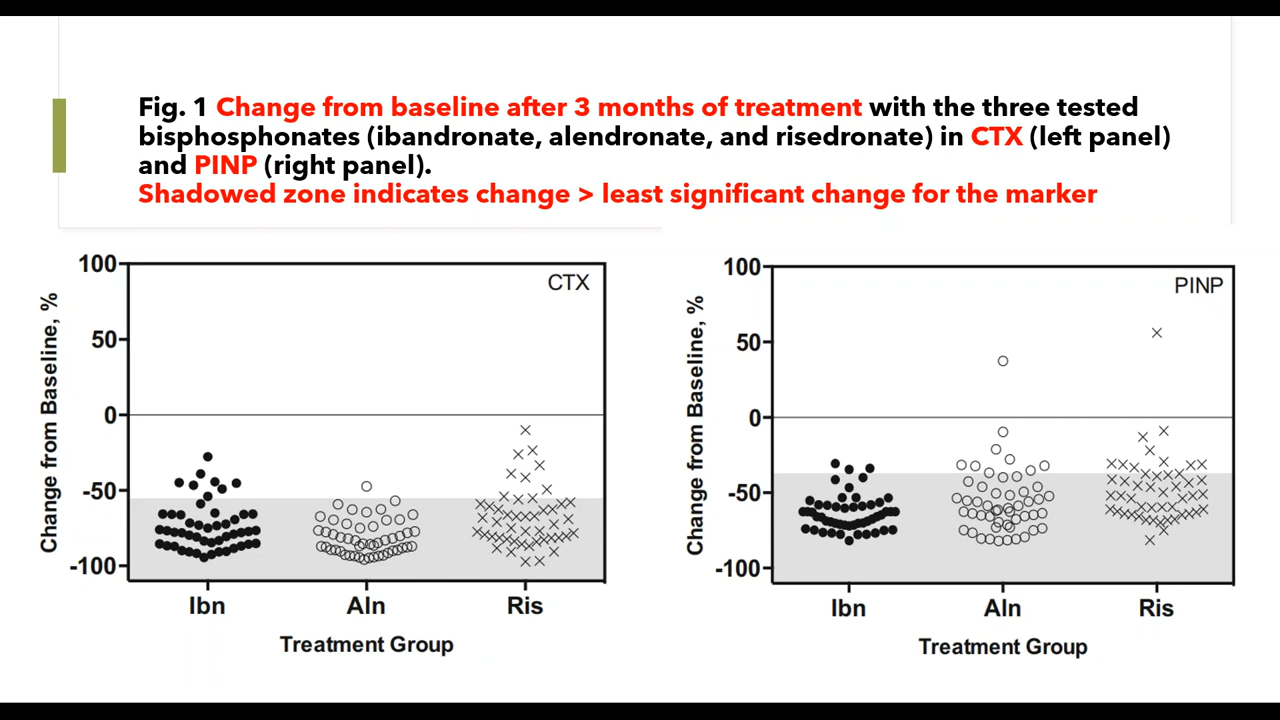 Fig. 1 Change from baseline after 3 months of treatment with the three tested
bisphosphonates (ibandronate, alendronate, and risedronate) in CTX (left panel)
and PINP (right panel).
Shadowed zone indicates change > least significant change for the marker
CTX
Change from Baseline, %
100
50
0
-50
-100
Ibn
Aln
Ris
Treatment Group
PINP
Change from Baseline, %
100
50
0
-50
-100
Ibn
Aln
Ris
Treatment Group